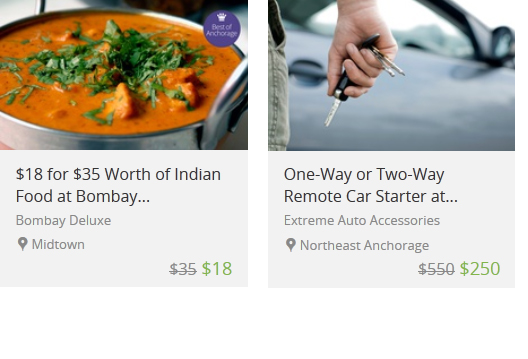 Best of
Anchorage
$18 for $35 Worth of Indian
Food at Bombay...
Bombay Deluxe
Midtown
$35 $18
One-Way or Two-Way
Remote Car Starter at...
Extreme Auto Accessories
Northeast Anchorage
$550 $250